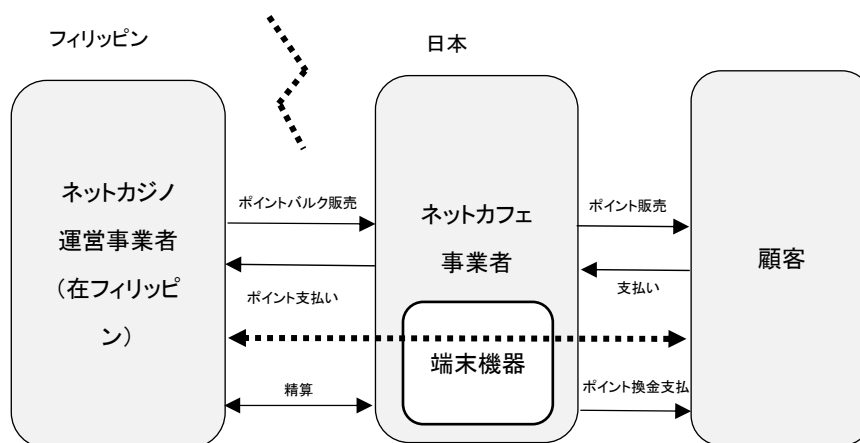 フィリッピン
日本
ネットカジノ
運営事業者
(在フィリッピ
ン)
ポイントバルク販売
ポイント支払い
精算
ネットカフェ
事業者
端末機器
ポイント販売
支払い
ポイント換金支払
顧客